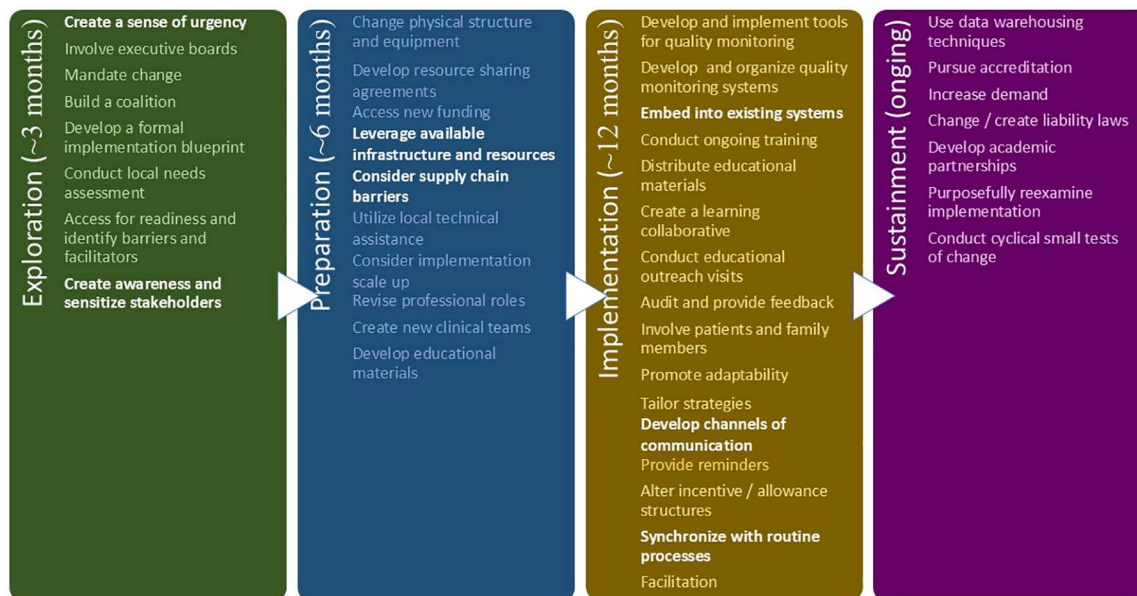 Exploration (~3 months)
Create a sense of urgency
Involve executive boards
Mandate change
Build a coalition
Develop a formal
implementation blueprint
Conduct local needs
assessment
Access for readiness and
identify barriers and
facilitators
Create awareness and
sensitize stakeholders
Preparation (~6 months)
Change physical structure
and equipment
Develop resource sharing
agreements
Access new funding
Leverage available
infrastructure and resources
Consider supply chain
barriers
Utilize local technical
assistance
Consider implementation
scale up
Revise professional roles
Create new clinical teams
Develop educational
materials
Implementation (~12 months)
Develop and implement tools
for quality monitoring
Develop and organize quality
monitoring systems
Embed into existing systems
Conduct ongoing training
Distribute educational
materials
Create a learning
collaborative
Conduct educational
outreach visits
Audit and provide feedback
Involve patients and family
members
Promote adaptability
Tailor strategies
Develop channels of
communication
Provide reminders
Alter incentive / allowance
structures
Synchronize with routine
processes
Facilitation
Sustainment (ongoing)
Use data warehousing
techniques
Pursue accreditation
Increase demand
Change / create liability laws
Develop academic
partnerships
Purposefully reexamine
implementation
Conduct cyclical small tests
of change